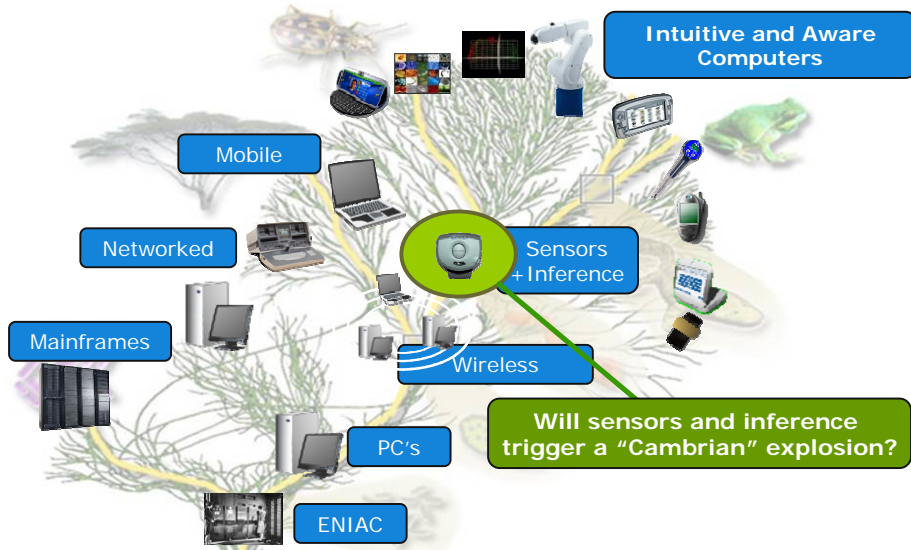 Intuitive and Aware
Computers
Mobile
Networked
Sensors
+Inference
Mainframes
Wireless
Will sensors and inference
trigger a “Cambrian” explosion?
PC's
ENIAC